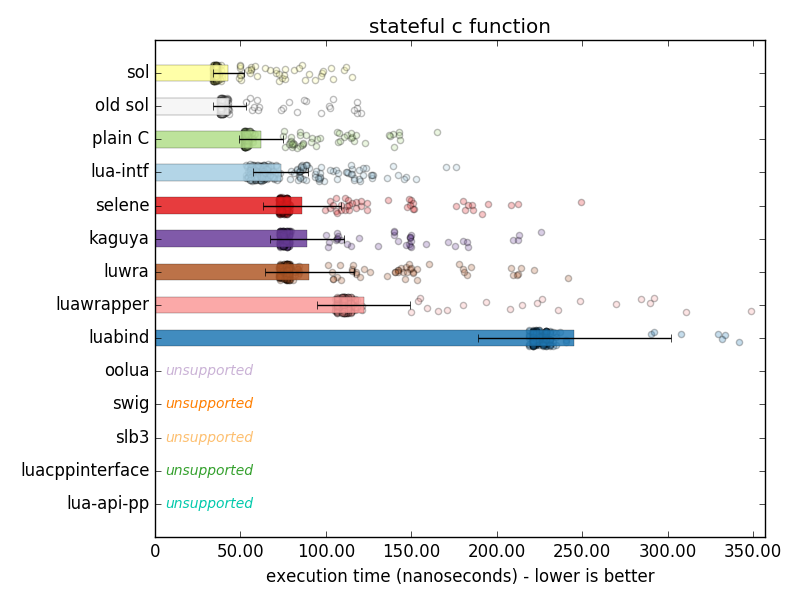 stateful c function
sol
old sol
plain C
lua-intf
selene
kaguya
luwra
luawrapper
luabind
oolua unsupported
swig unsupported
slb3 unsupported
luacppinterface unsupported
lua-api-pp unsupported
0 50.00 100.00 150.00 200.00 250.00 300.00 350.00
execution time (nanoseconds) - lower is better